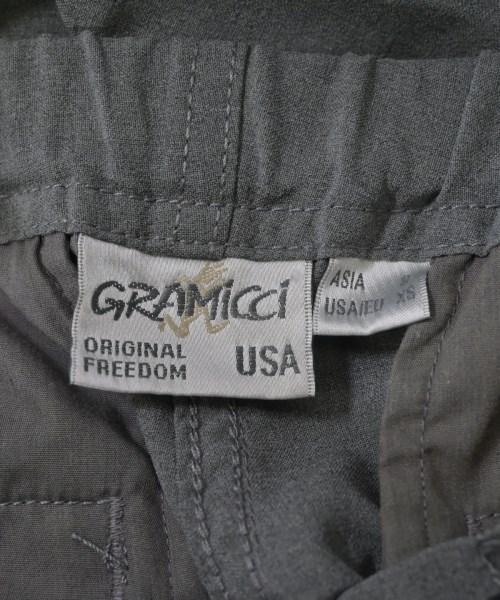 GRAMiCCi
ORIGINAL
FREEDOM
USA
ASIA
USA/EU XS